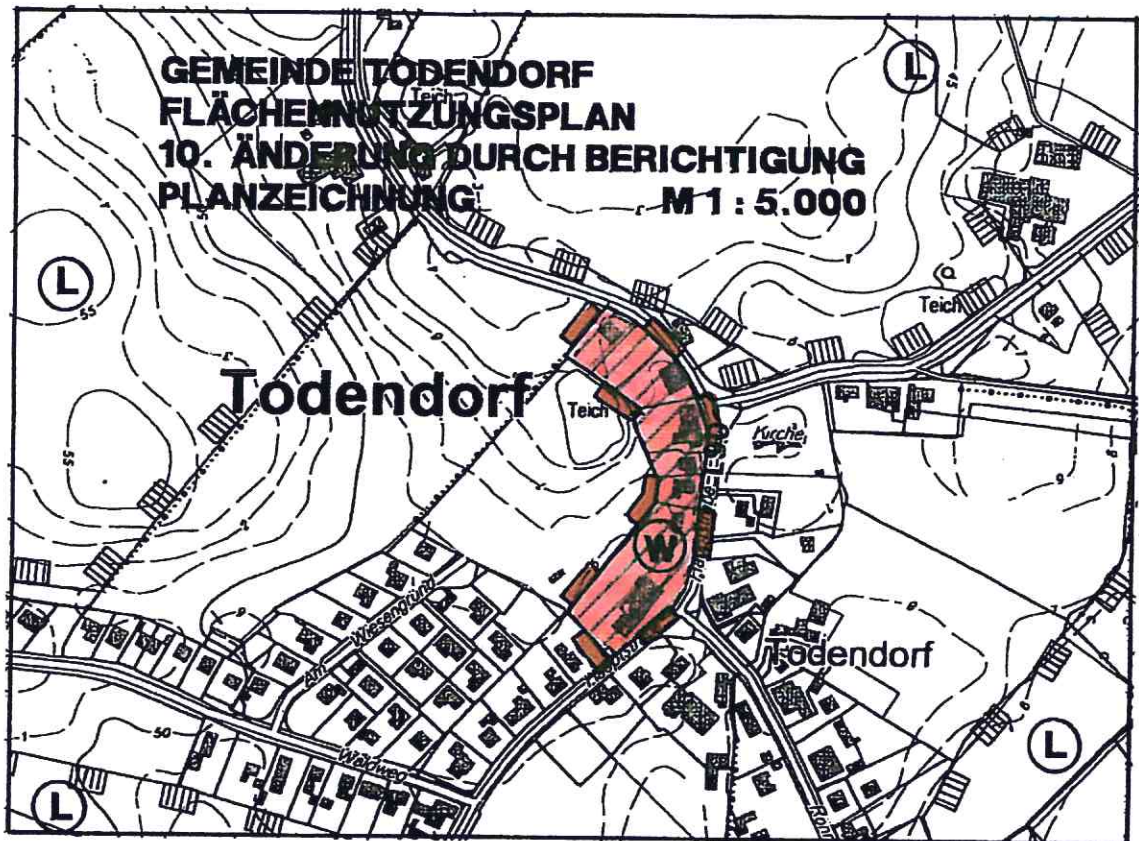 GEMEINDE TODENDORF
FLÄCHENNUTZUNGSPLAN
10. ÄNDERUNG DURCH BERICHTIGUNG
PLANZEICHNUNG M 1 : 5.000
Teich
L
45
L
55
Teich
Todendorf
Teich
Kirche
55
W
Am Wiesengrund
Todendorf
50
Waldweg
L
L